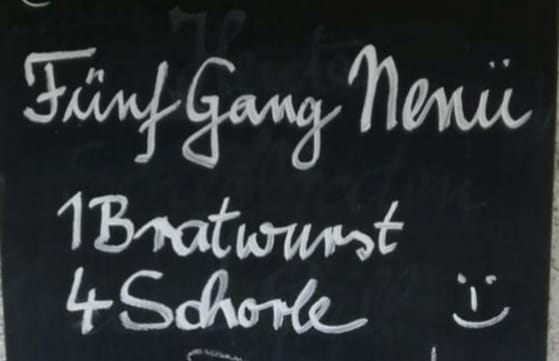 Fünf Gang Menü
1 Bratwurst
4 Schorle